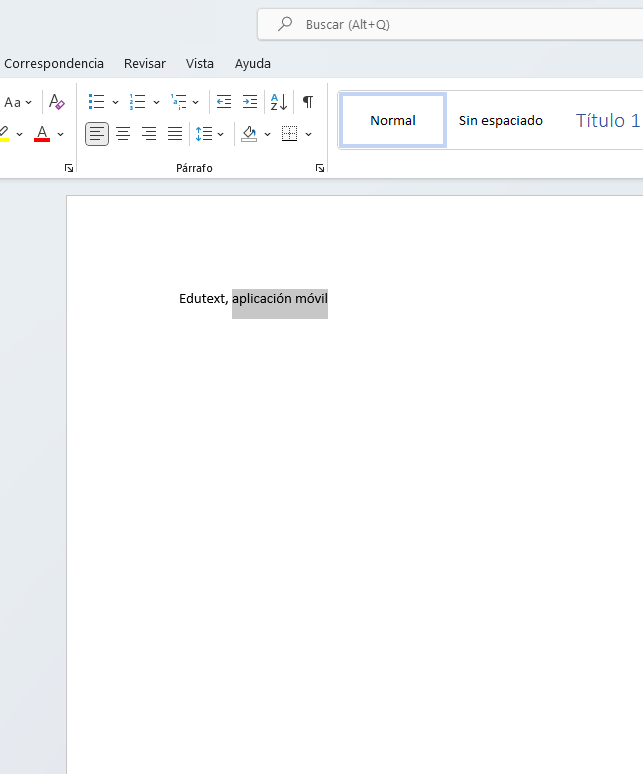 Buscar (Alt+Q)
Correspondencia Revisar Vista Ayuda
Aa
Normal Sin espaciado Título 1
Párrafo
Edutext, aplicación móvil